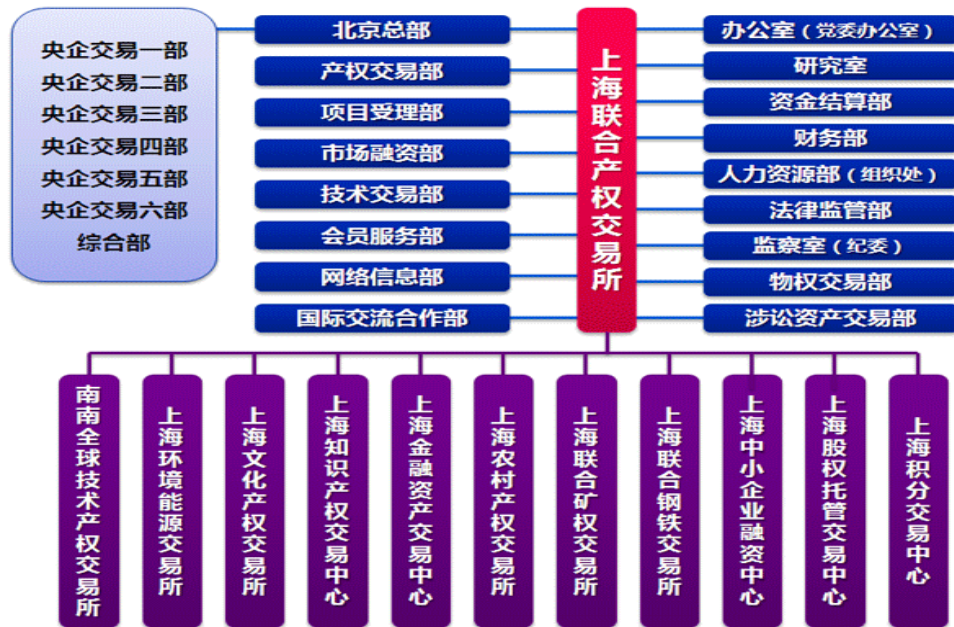 央企交易一部
央企交易二部
央企交易三部
央企交易四部
央企交易五部
央企交易六部
综合部
北京总部
产权交易部
项目受理部
市场融资部
技术交易部
会员服务部
网络信息部
国际交流合作部
上海联合产权交易所
办公室（党委办公室）
研究室
资金结算部
财务部
人力资源部（组织处）
法律监管部
监察室（纪委）
物权交易部
涉讼资产交易部
南南全球技术产权交易所
上海环境能源交易所
上海文化产权交易所
上海知识产权交易中心
上海金融资产交易中心
上海农村产权交易所
上海联合矿权交易所
上海联合钢铁交易所
上海中小企业融资中心
上海股权托管交易中心
上海积分交易中心